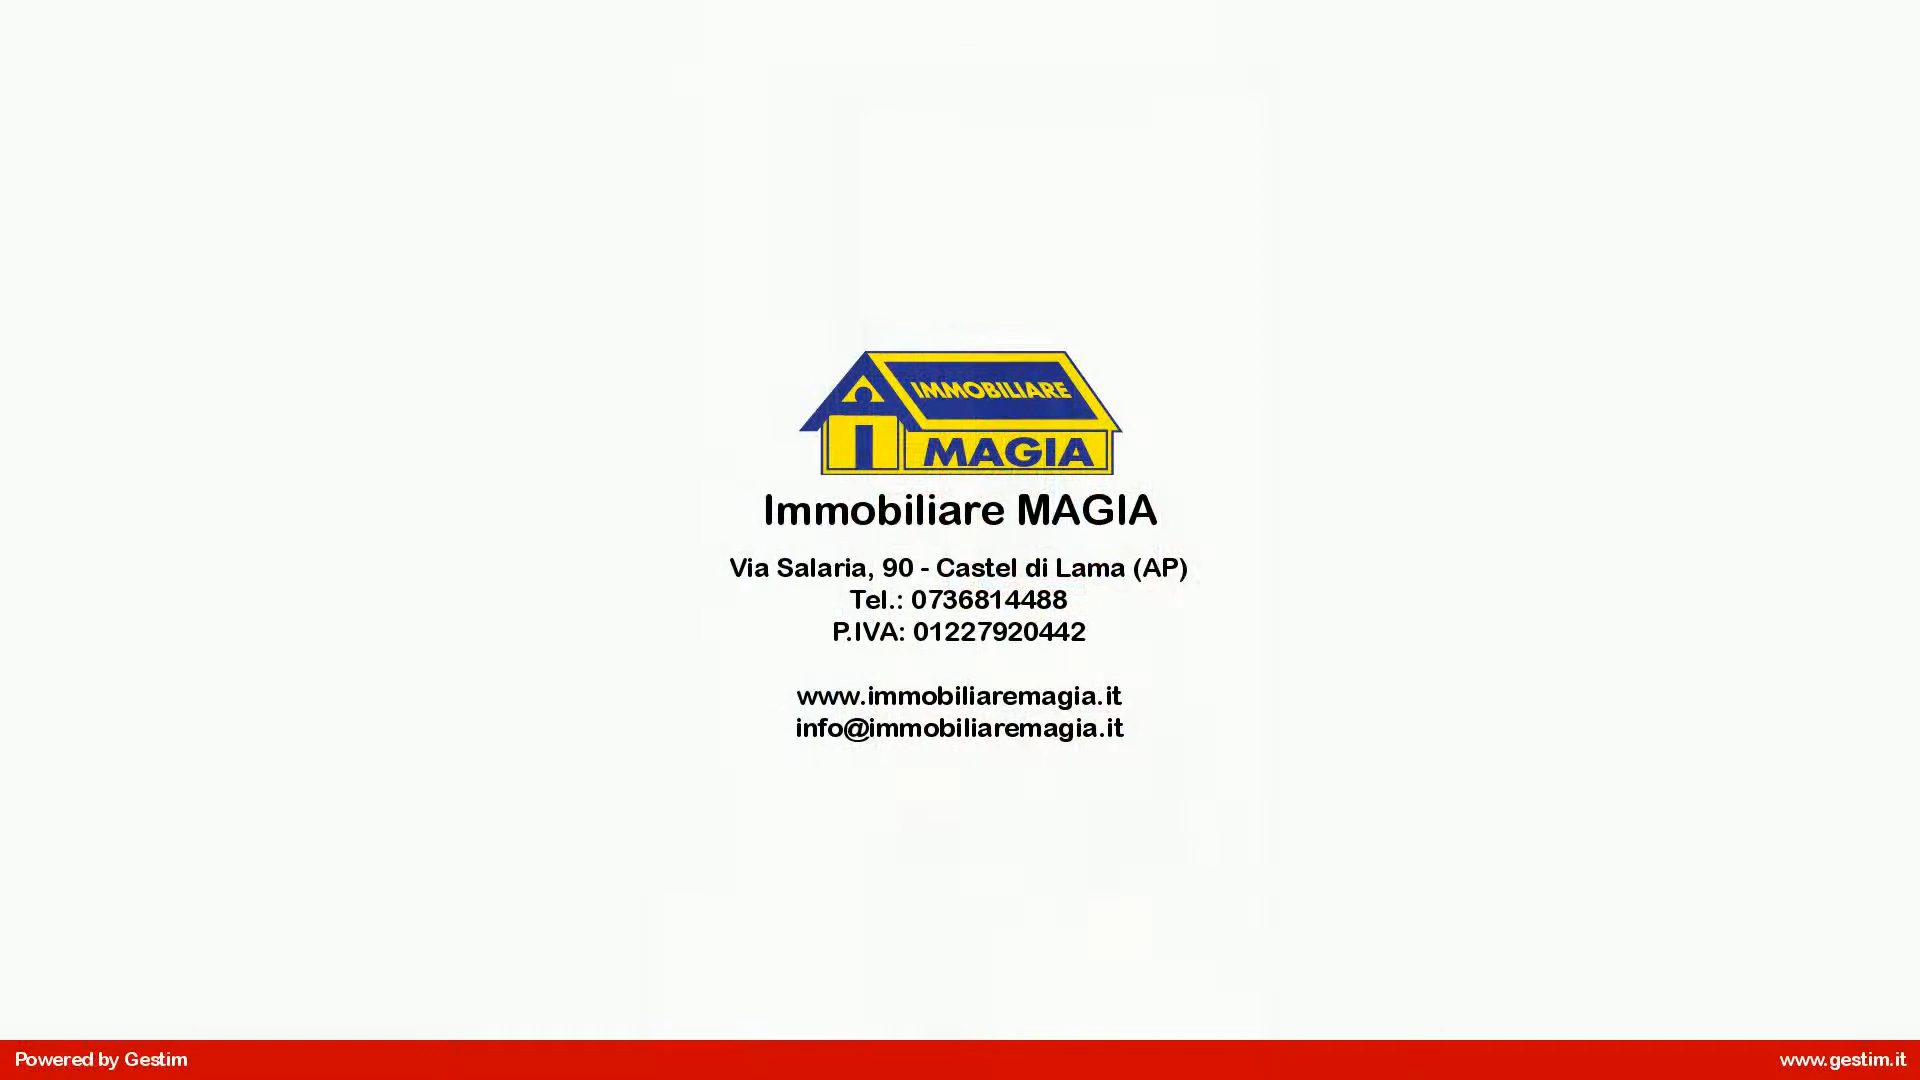 IMMOBILIARE
MAGIA
Immobiliare MAGIA
Via Salaria, 90 - Castel di Lama (AP)
Tel.: 0736814488
P.IVA: 01227920442
www.immobiliaremagia.it
info@immobiliaremagia.it
Powered by Gestim
www.gestim.it